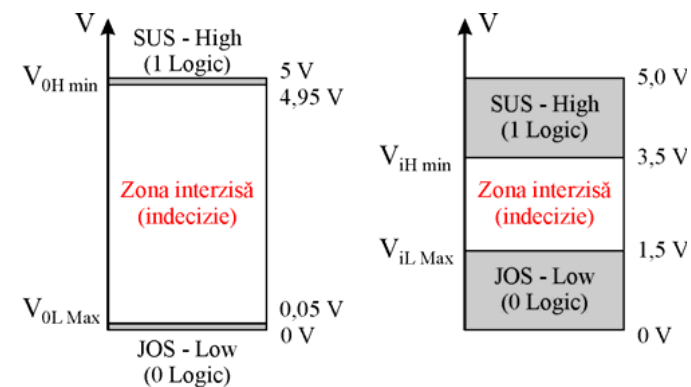 V
SUS - High
(1 Logic)
V0H min
5 V
4,95 V
Zona interzisă
(indecizie)
V0L Max
0,05 V
0 V
JOS - Low
(0 Logic)
V
5,0 V
SUS - High
(1 Logic)
ViH min
3,5 V
Zona interzisă
(indecizie)
ViL Max
1,5 V
JOS - Low
(0 Logic)
0 V